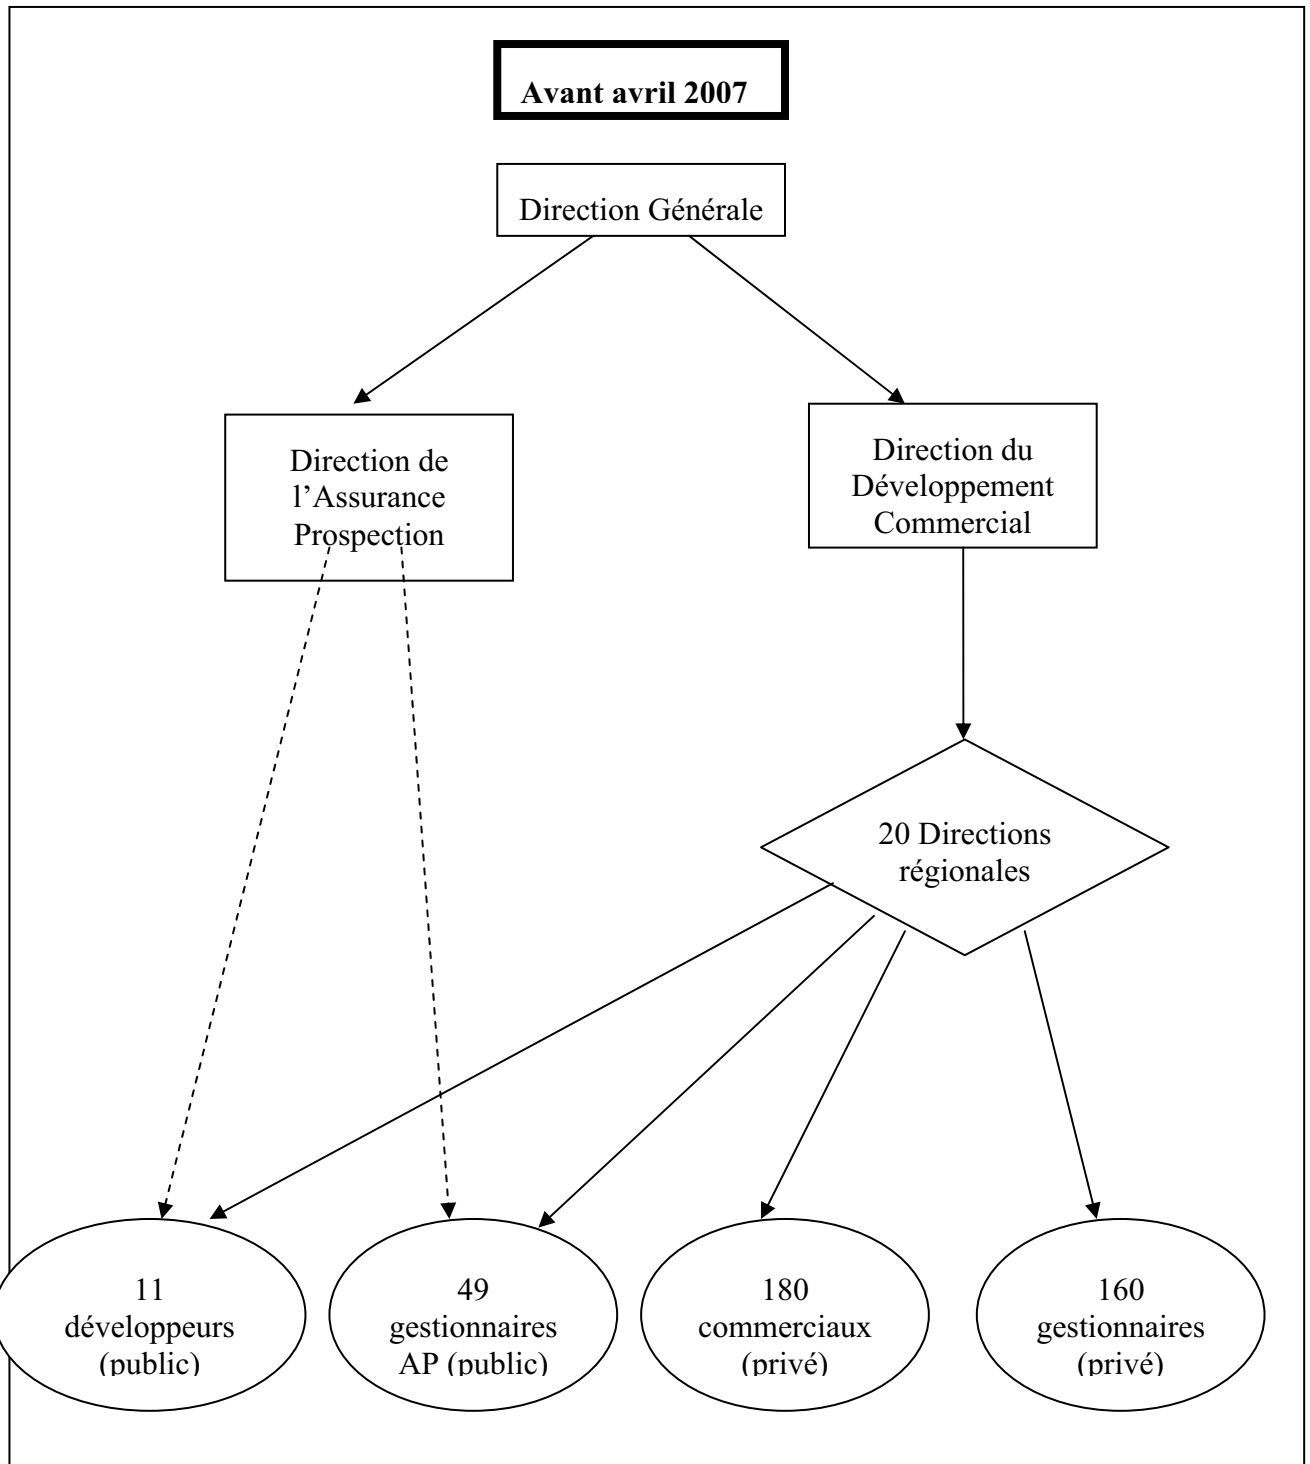 Avant avril 2007
Direction Générale
Direction de
l’Assurance
Prospection
Direction du
Développement
Commercial
20 Directions
régionales
11
développeurs
(public)
49
gestionnaires
AP (public)
180
commerciaux
(privé)
160
gestionnaires
(privé)